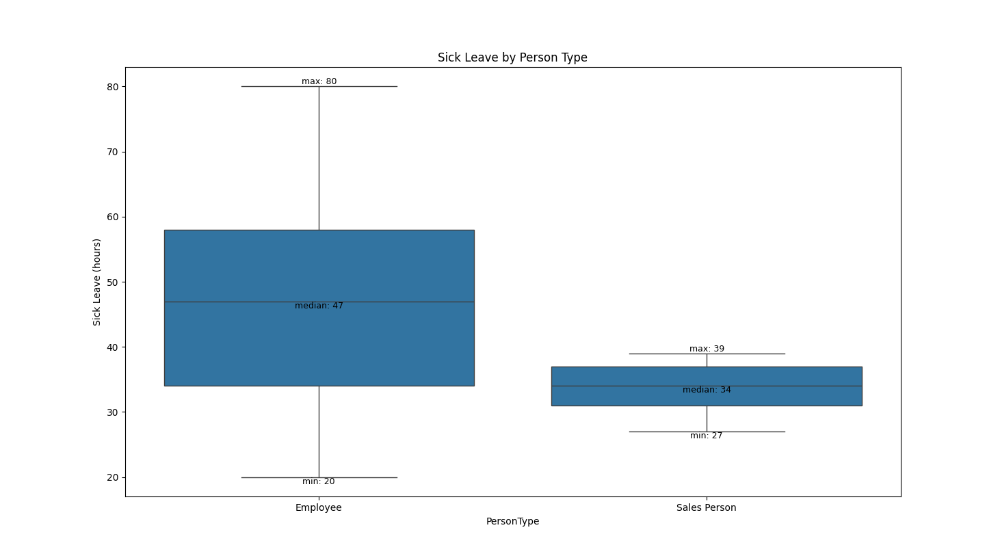 Sick Leave by Person Type
max: 80
80
70
60
50
40
30
20
Sick Leave (hours)
median: 47
min: 20
max: 39
median: 34
min: 27
Employee
Sales Person
PersonType